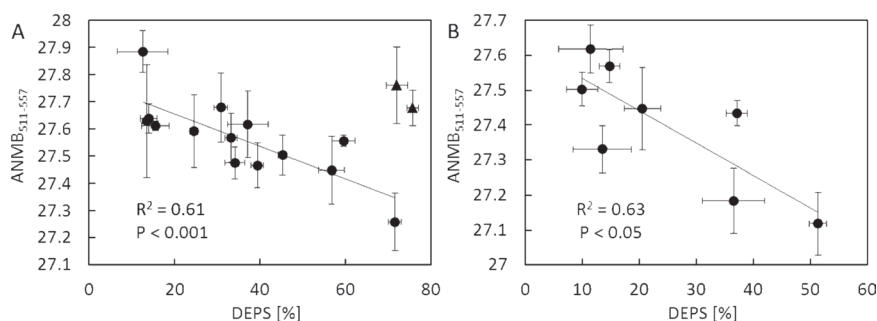 A
ANMB511-557
28
27.9
27.8
27.7
27.6
27.5
27.4
27.3
27.2
27.1
R² = 0.61
P < 0.001
0 20 40 60 80
DEPS [%]
B
ANMB511-557
27.7
27.6
27.5
27.4
27.3
27.2
27.1
27
R² = 0.63
P < 0.05
0 10 20 30 40 50 60
DEPS [%]